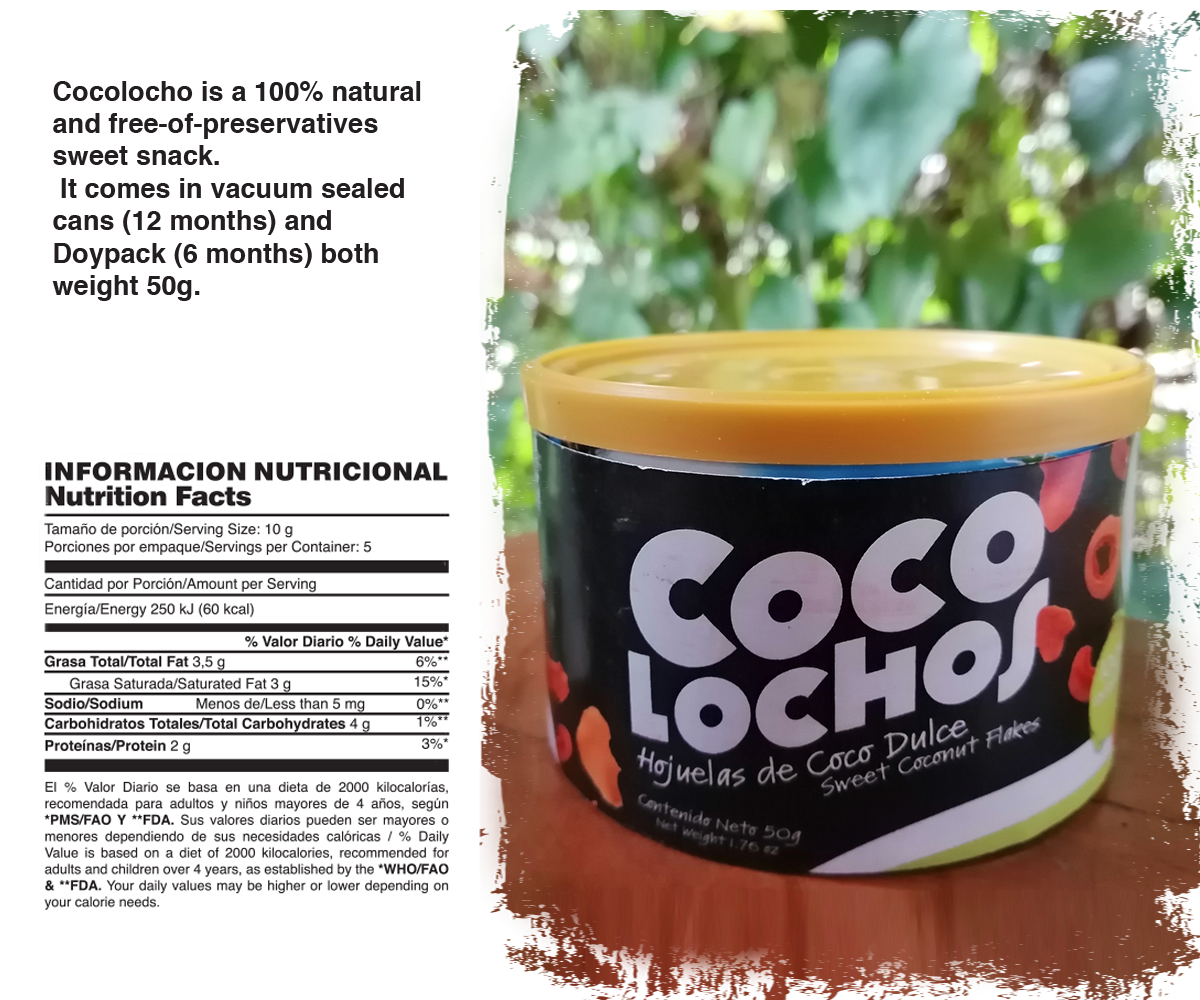 Cocolocho is a 100% natural
and free-of-preservatives
sweet snack.
It comes in vacuum sealed
cans (12 months) and
Doypack (6 months) both
weight 50g.
INFORMACION NUTRICIONAL
Nutrition Facts
Tamaño de porción/Serving Size: 10 g
Porciones por empaque/Servings per Container: 5
Cantidad por Porción/Amount per Serving
Energía/Energy 250 kJ (60 kcal)
% Valor Diario % Daily Value*
Grasa Total/Total Fat 3,5 g 6%**
Grasa Saturada/Saturated Fat 3 g 15%*
Sodio/Sodium Menos de/Less than 5 mg 0%**
Carbohidratos Totales/Total Carbohydrates 4 g 1%**
Proteínas/Protein 2 g 3%*
El % Valor Diario se basa en una dieta de 2000 kilocalorías,
recomendada para adultos y niños mayores de 4 años, según
*PMS/FAO Y **FDA. Sus valores diarios pueden ser mayores o
menores dependiendo de sus necesidades calóricas / % Daily
Value is based on a diet of 2000 kilocalories, recommended for
adults and children over 4 years, as established by the *WHO/FAO
& **FDA. Your daily values may be higher or lower depending on
your calorie needs.
COCO
LOCHOS
Hojuelas de Coco Dulce
Sweet Coconut Flakes
Contenido Neto 50g
Net weight 1.76 oz